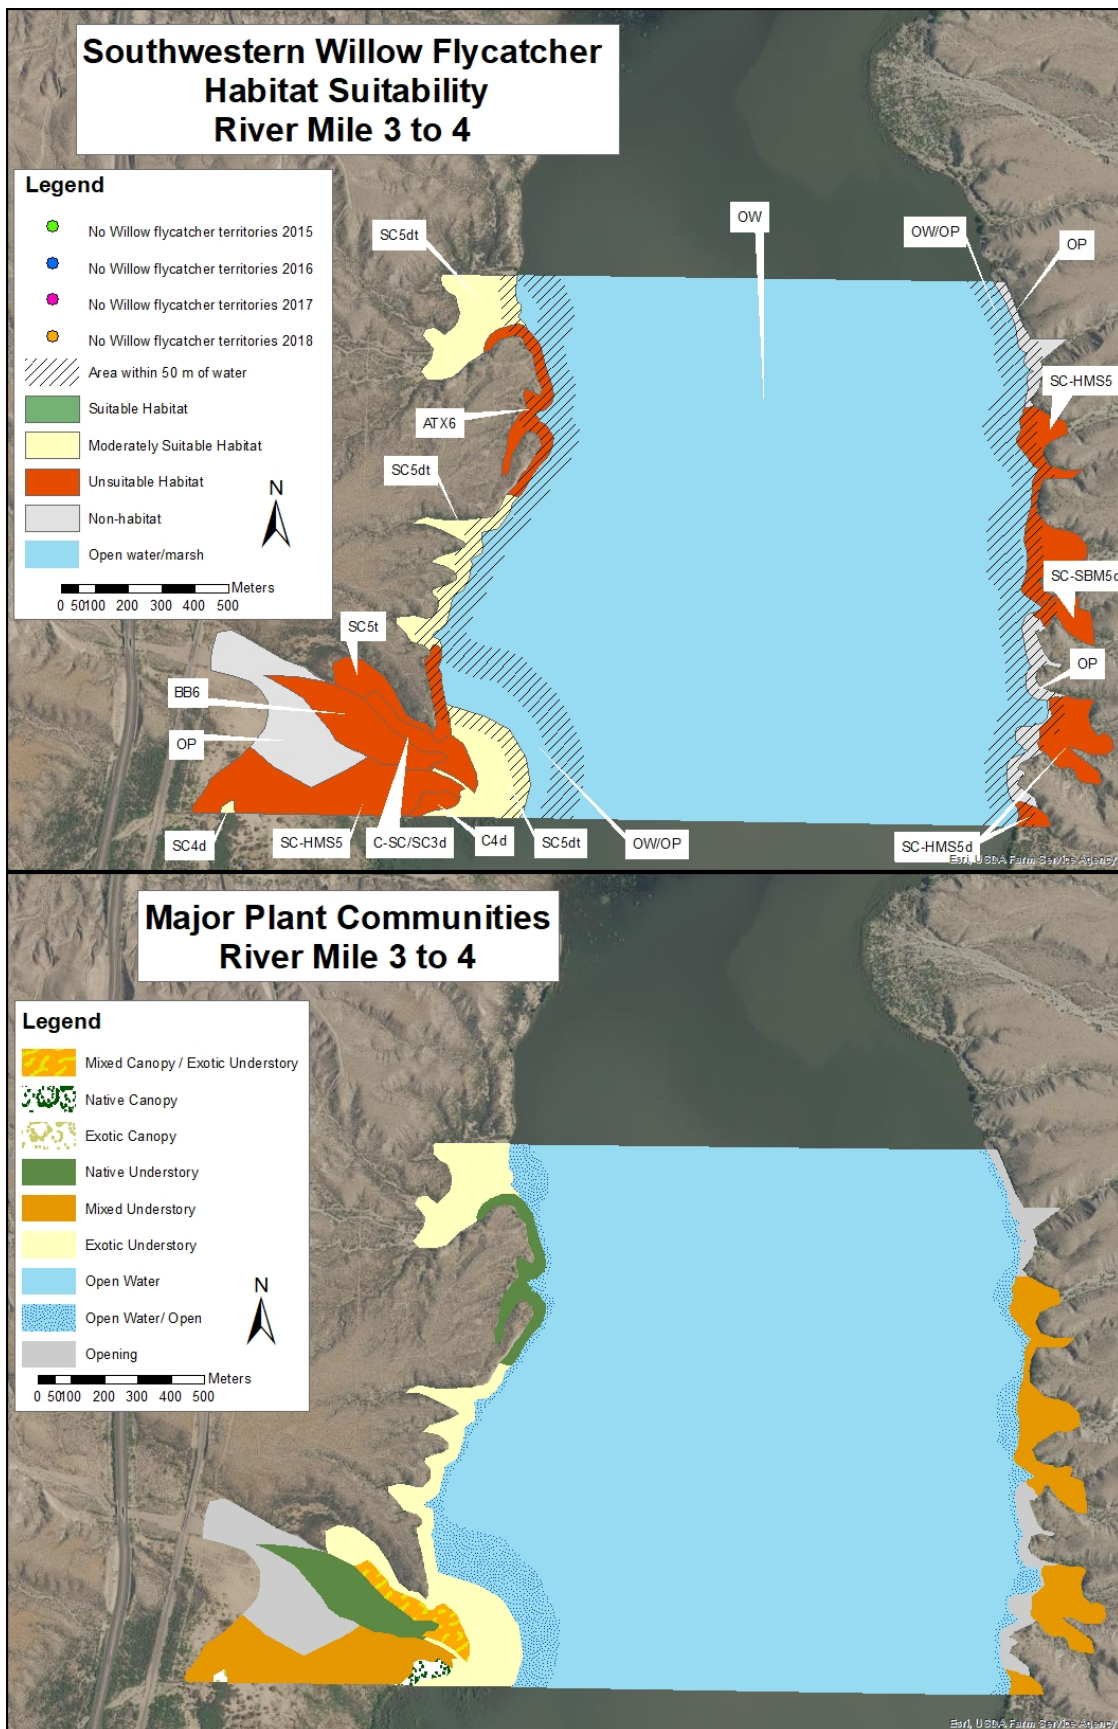 Southwestern Willow Flycatcher
Habitat Suitability
River Mile 3 to 4
Legend
No Willow flycatcher territories 2015
No Willow flycatcher territories 2016
No Willow flycatcher territories 2017
No Willow flycatcher territories 2018
Area within 50 m of water
Suitable Habitat
Moderately Suitable Habitat
Unsuitable Habitat
Non-habitat
Open water/marsh
N
Meters
0 50100 200 300 400 500
SC5dt
OW
OW/OP
OP
SC-HMS5
ATX6
SC5dt
SC-SBM5d
SC5t
OP
BB6
OP
SC4d
SC-HMS5
C-SC/SC3d
C4d
SC5dt
OW/OP
SC-HMS5d
Esri, USDA Farm Service Agency
Major Plant Communities
River Mile 3 to 4
Legend
Mixed Canopy / Exotic Understory
Native Canopy
Exotic Canopy
Native Understory
Mixed Understory
Exotic Understory
Open Water
Open Water/ Open
Opening
N
Meters
0 50100 200 300 400 500
Esri, USDA Farm Service Agency